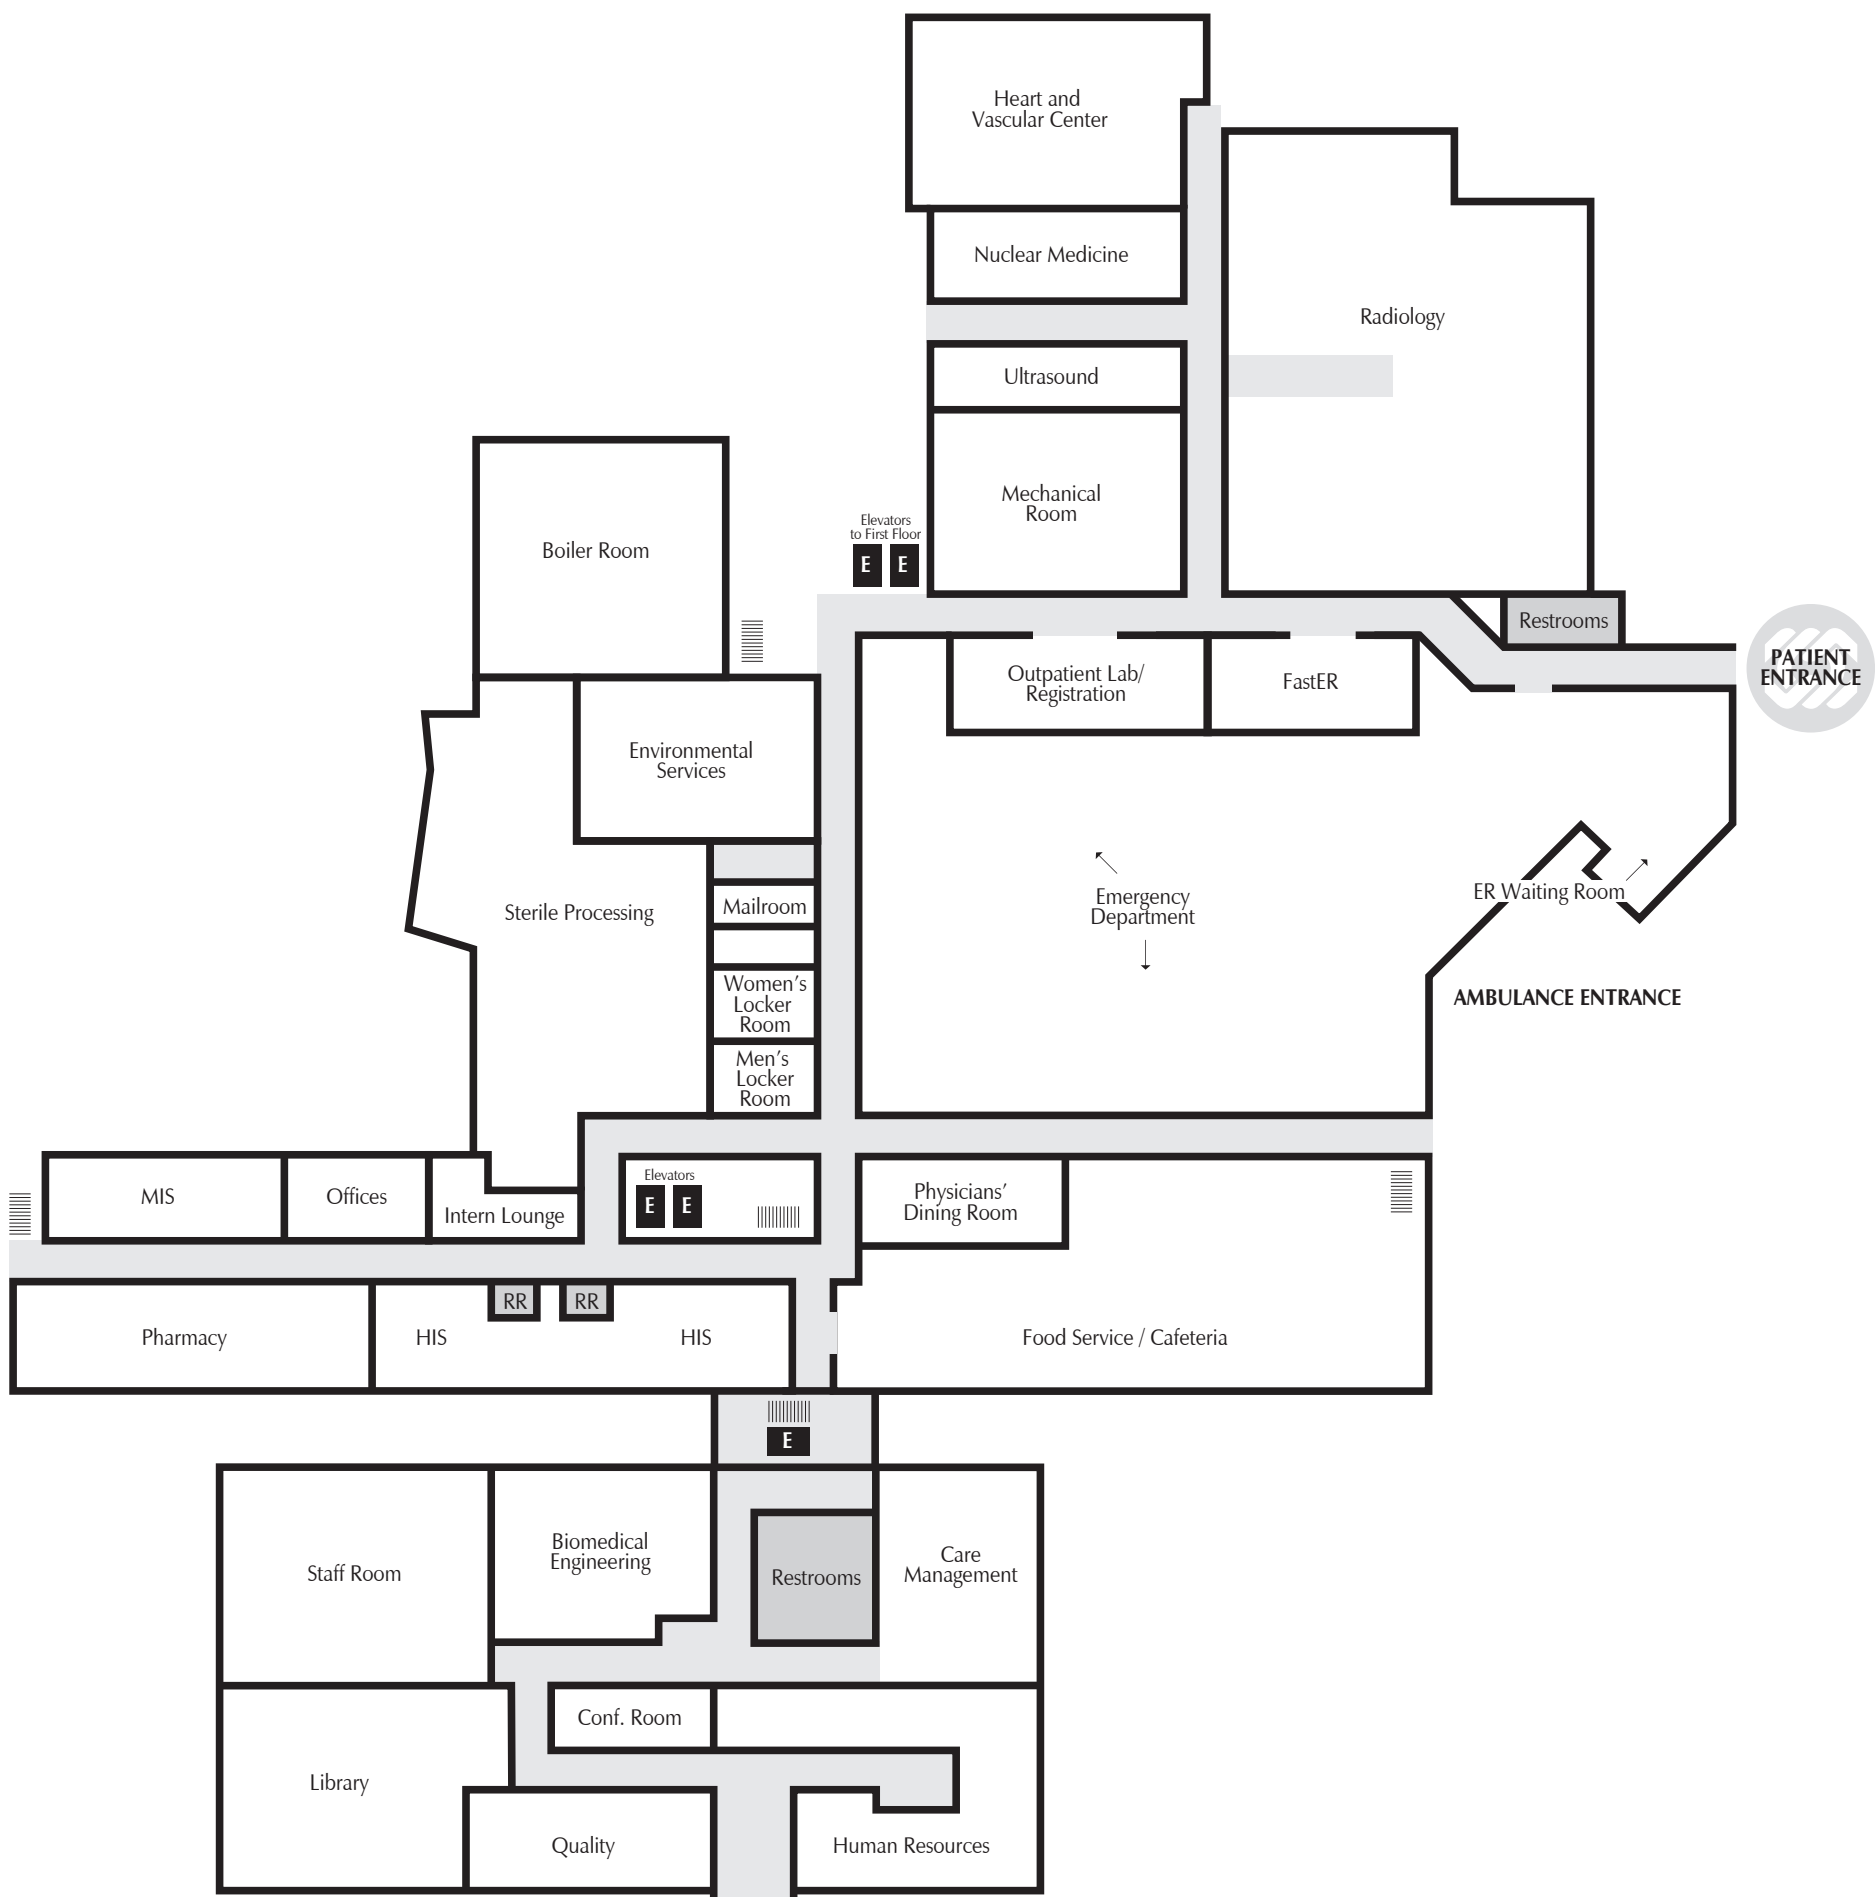 Heart and
Vascular Center
Nuclear Medicine
Radiology
Ultrasound
Mechanical
Room
Elevators
to First Floor
E E
Boiler Room
Restrooms
PATIENT
ENTRANCE
Outpatient Lab/
Registration
FastER
Environmental
Services
Emergency
Department
ER Waiting Room
Sterile Processing
Mailroom
Women's
Locker
Room
AMBULANCE ENTRANCE
Men's
Locker
Room
MIS
Offices
Intern Lounge
Elevators
E E
Physicians'
Dining Room
RR
RR
Pharmacy
HIS
HIS
Food Service / Cafeteria
E
Staff Room
Biomedical
Engineering
Restrooms
Care
Management
Conf. Room
Library
Quality
Human Resources